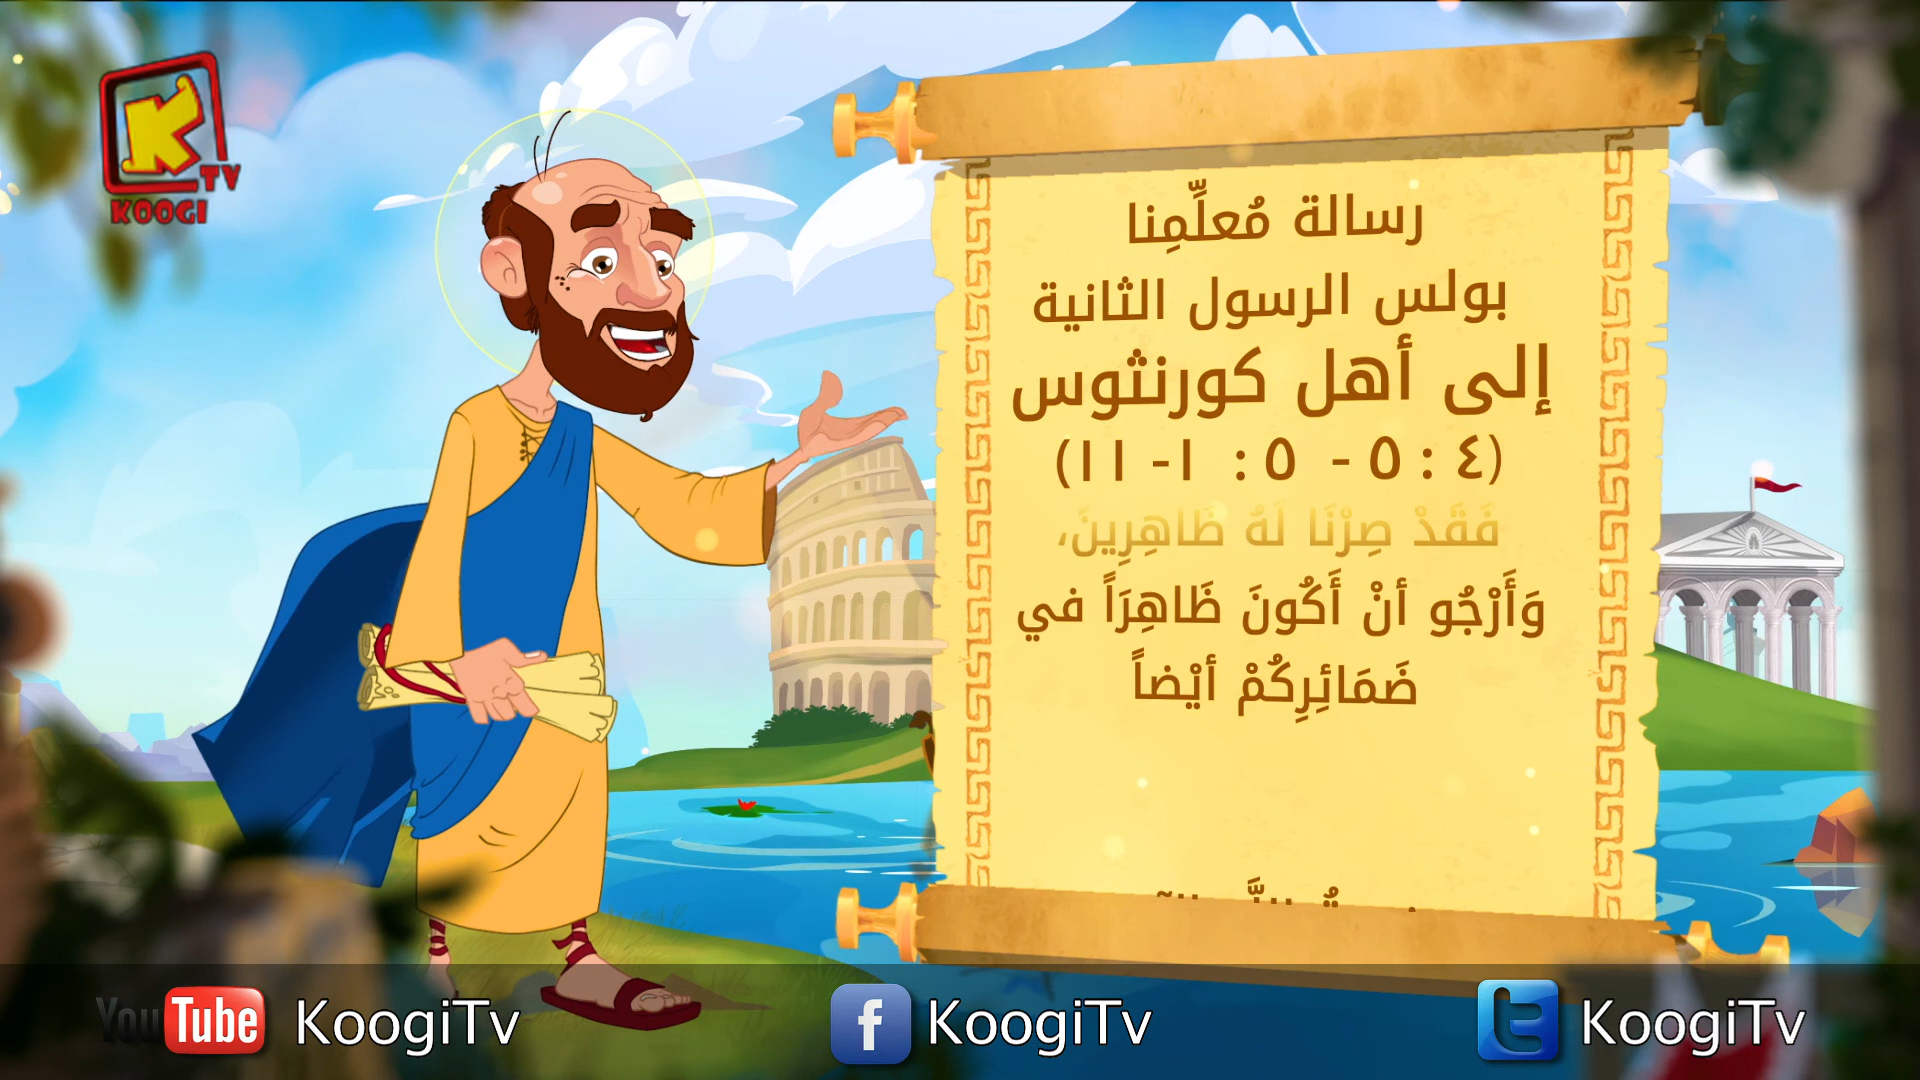 K TV
KOOGI
رسالة مُعلِّمِنا
بولس الرسول الثانية
إلى أهل كورنثوس
(٤ : ٥ - ٥ : ١ - ١١)
فَقَدْ صِرْنَا لَهُ ظَاهِرِينَ،
وَأَرْجُو أنْ أَكُونَ ظَاهِرَاً في
ضَمَائِرِكُمْ أيْضاً
YouTube KoogiTv
f KoogiTv
t KoogiTv